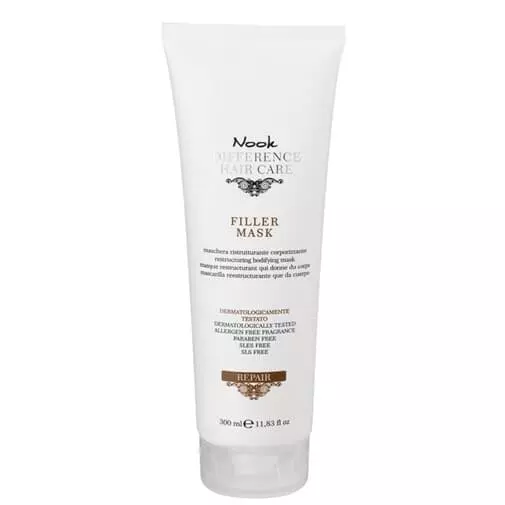 Nook
DIFFERENCE
HAIR CARE
FILLER
MASK
maschera ristrutturante corporizzante
restructuring bodifying mask
masque restructurant qui donne du corps
mascarilla reestructurante que da cuerpo
DERMATOLOGICAMENTE
TESTATO
DERMATOLOGICALLY TESTED
ALLERGEN FREE FRAGRANCE
PARABEN FREE
SLES FREE
SLS FREE
REPAIR
300 ml ℮ 11,83 fl oz